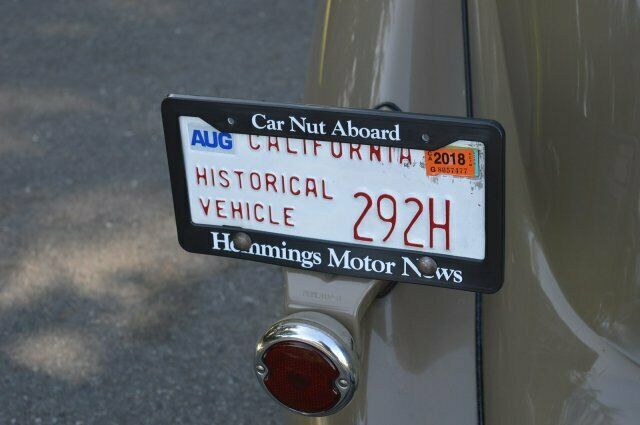 Car Nut Aboard
AUG
CALIFORNIA
2018
HISTORICAL
VEHICLE
292H
Hemmings Motor News